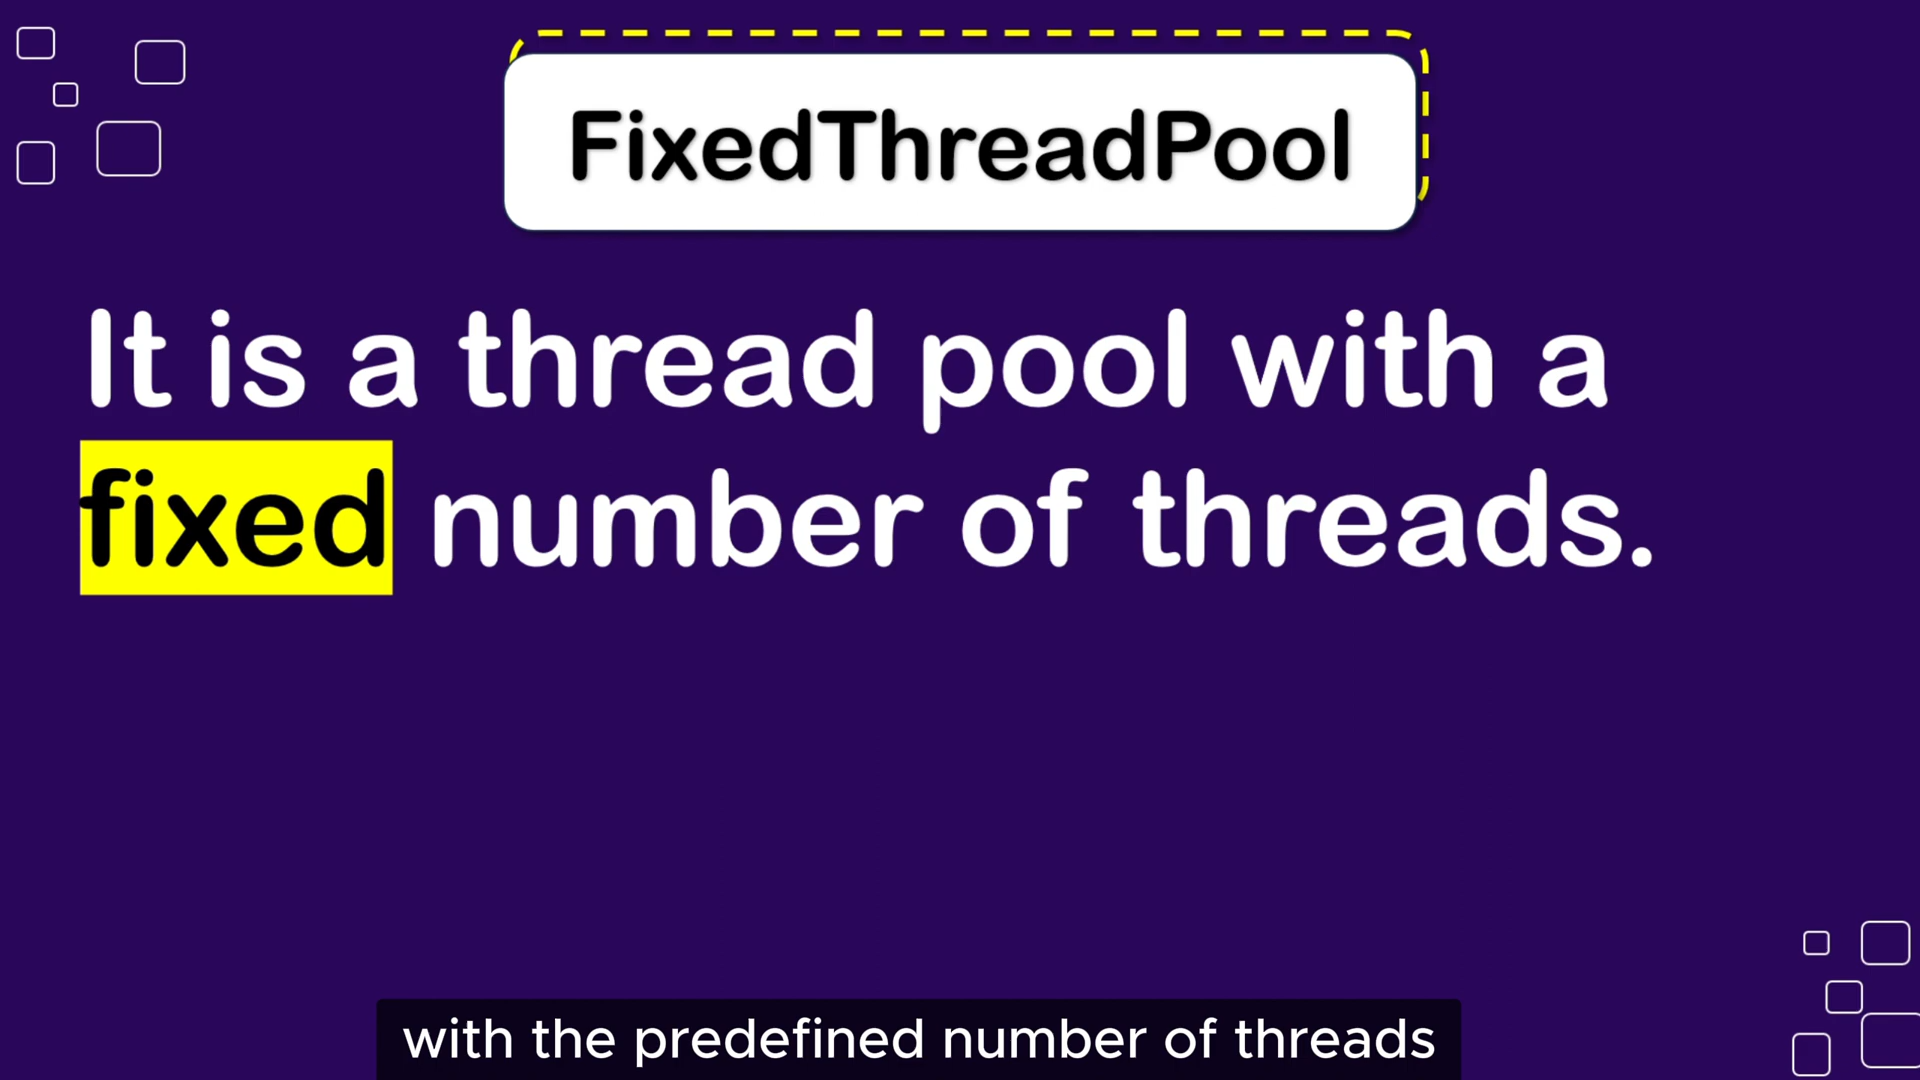 FixedThreadPool
It is a thread pool with a
fixed number of threads.
with the predefined number of threads